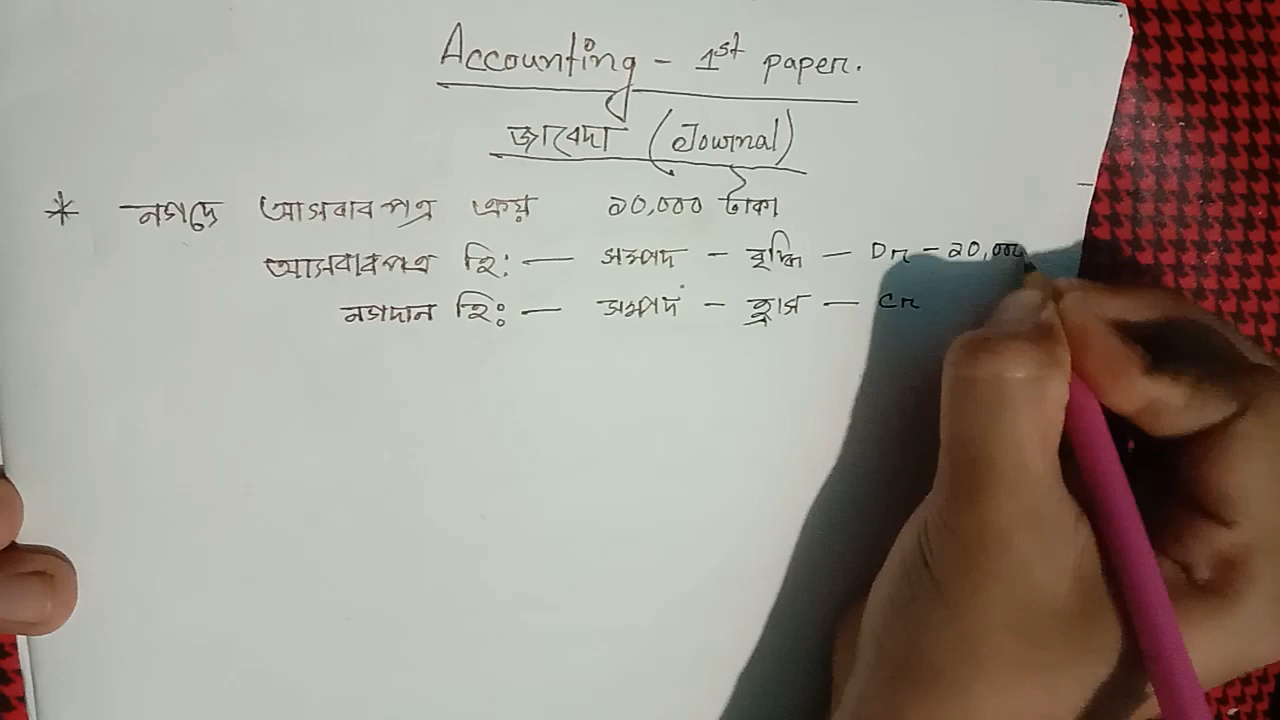 Accounting - 1st paper.
জাবেদা (Journal)
* নগদে আসবাবপত্র ক্রয় ২০,০০০ টাকা
আসবাবপত্র হি: — সম্পদ - বৃদ্ধি — Dr - ২০,০০০
নগদান হি: — সম্পদ - হ্রাস — Cr